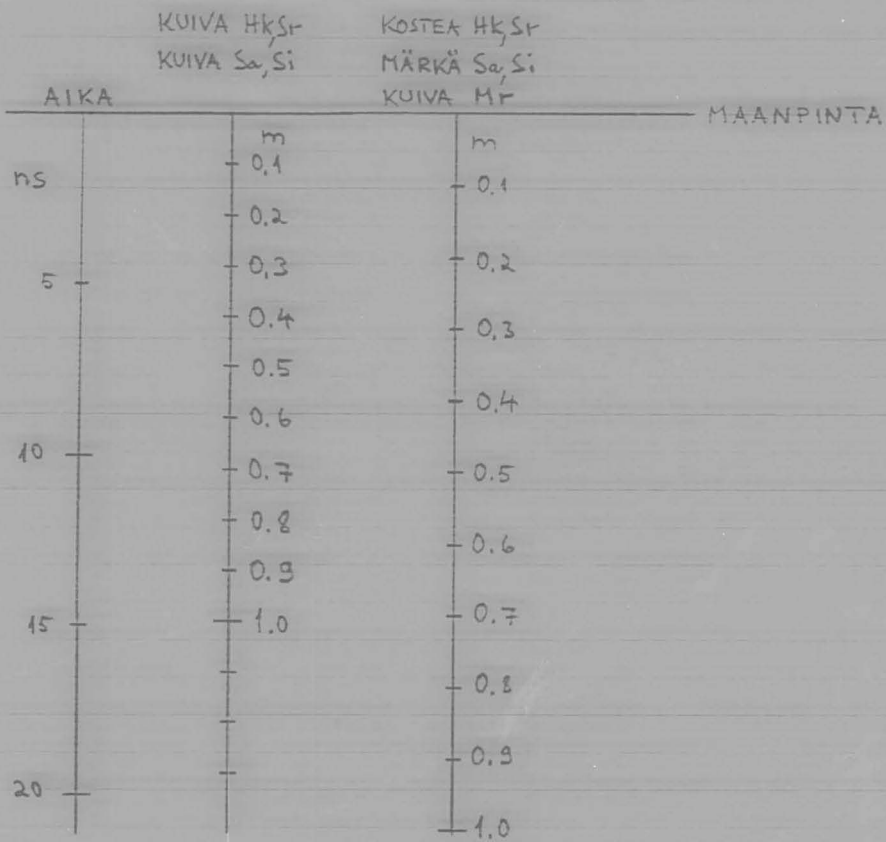 KUIVA Hk,Sr KOSTEA Hk,Sr
KUIVA Sa,Si MÄRKÄ Sa,Si
AIKA KUIVA Mr
MAANPINTA
m m
0,1
ns 0.1
0.2
0.2
5 0,3
0.3
0.4
0.5
0.4
0.6
10
0.7 0.5
0.8
0.6
0.9
15 1.0 0.7
0.8
0.9
20
1.0